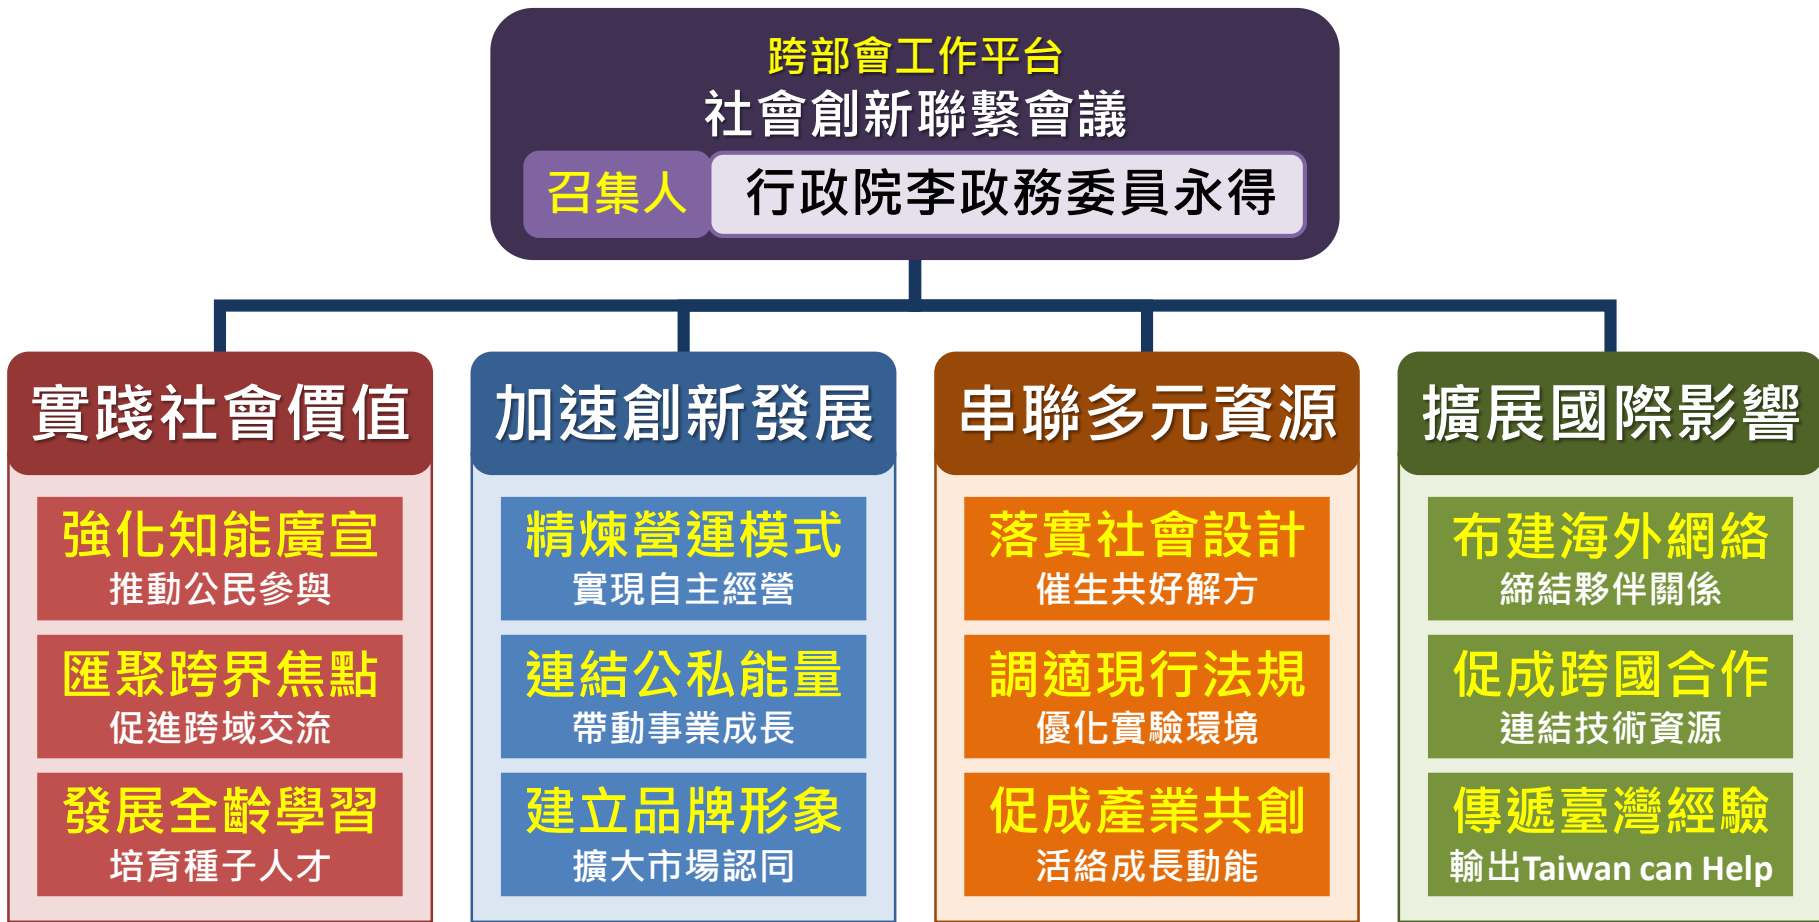 跨部會工作平台
社會創新聯繫會議
召集人 行政院李政務委員永得
實踐社會價值
強化知能廣宣
推動公民參與
匯聚跨界焦點
促進跨域交流
發展全齡學習
培育種子人才
加速創新發展
精煉營運模式
實現自主經營
連結公私能量
帶動事業成長
建立品牌形象
擴大市場認同
串聯多元資源
落實社會設計
催生共好解方
調適現行法規
優化實驗環境
促成產業共創
活絡成長動能
擴展國際影響
布建海外網絡
締結夥伴關係
促成跨國合作
連結技術資源
傳遞臺灣經驗
輸出Taiwan can Help